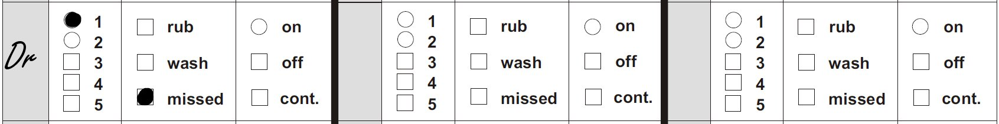 Dr 1 rub on 1 rub on 1 rub on
2 2 2
3 wash off 3 wash off 3 wash off
4 4 4
5 missed cont. 5 missed cont. 5 missed cont.